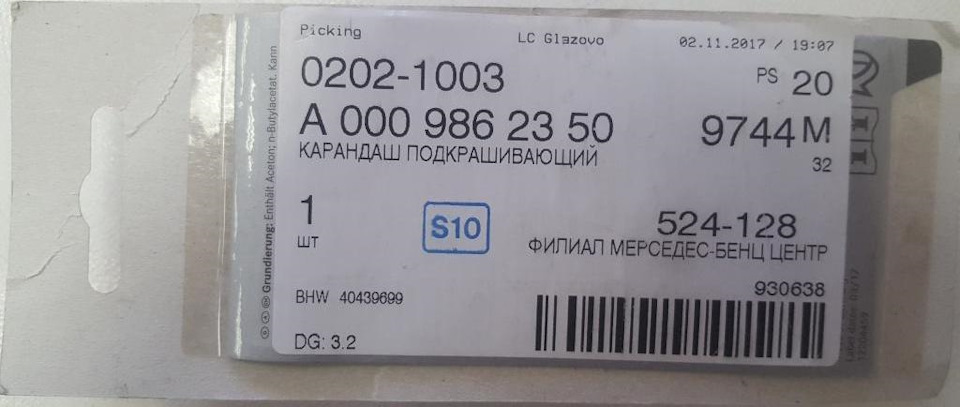 Picking
LC Glazovo
02.11.2017 / 19:07
0202-1003
PS 20
A 000 986 23 50
9744 M
КАРАНДАШ ПОДКРАШИВАЮЩИЙ
32
1
шт
S10
524-128
ФИЛИАЛ МЕРСЕДЕС-БЕНЦ ЦЕНТР
930638
BHW 40439699
DG: 3.2
Grundierung: Enthält Aceton; n-Butylacetat. Kann